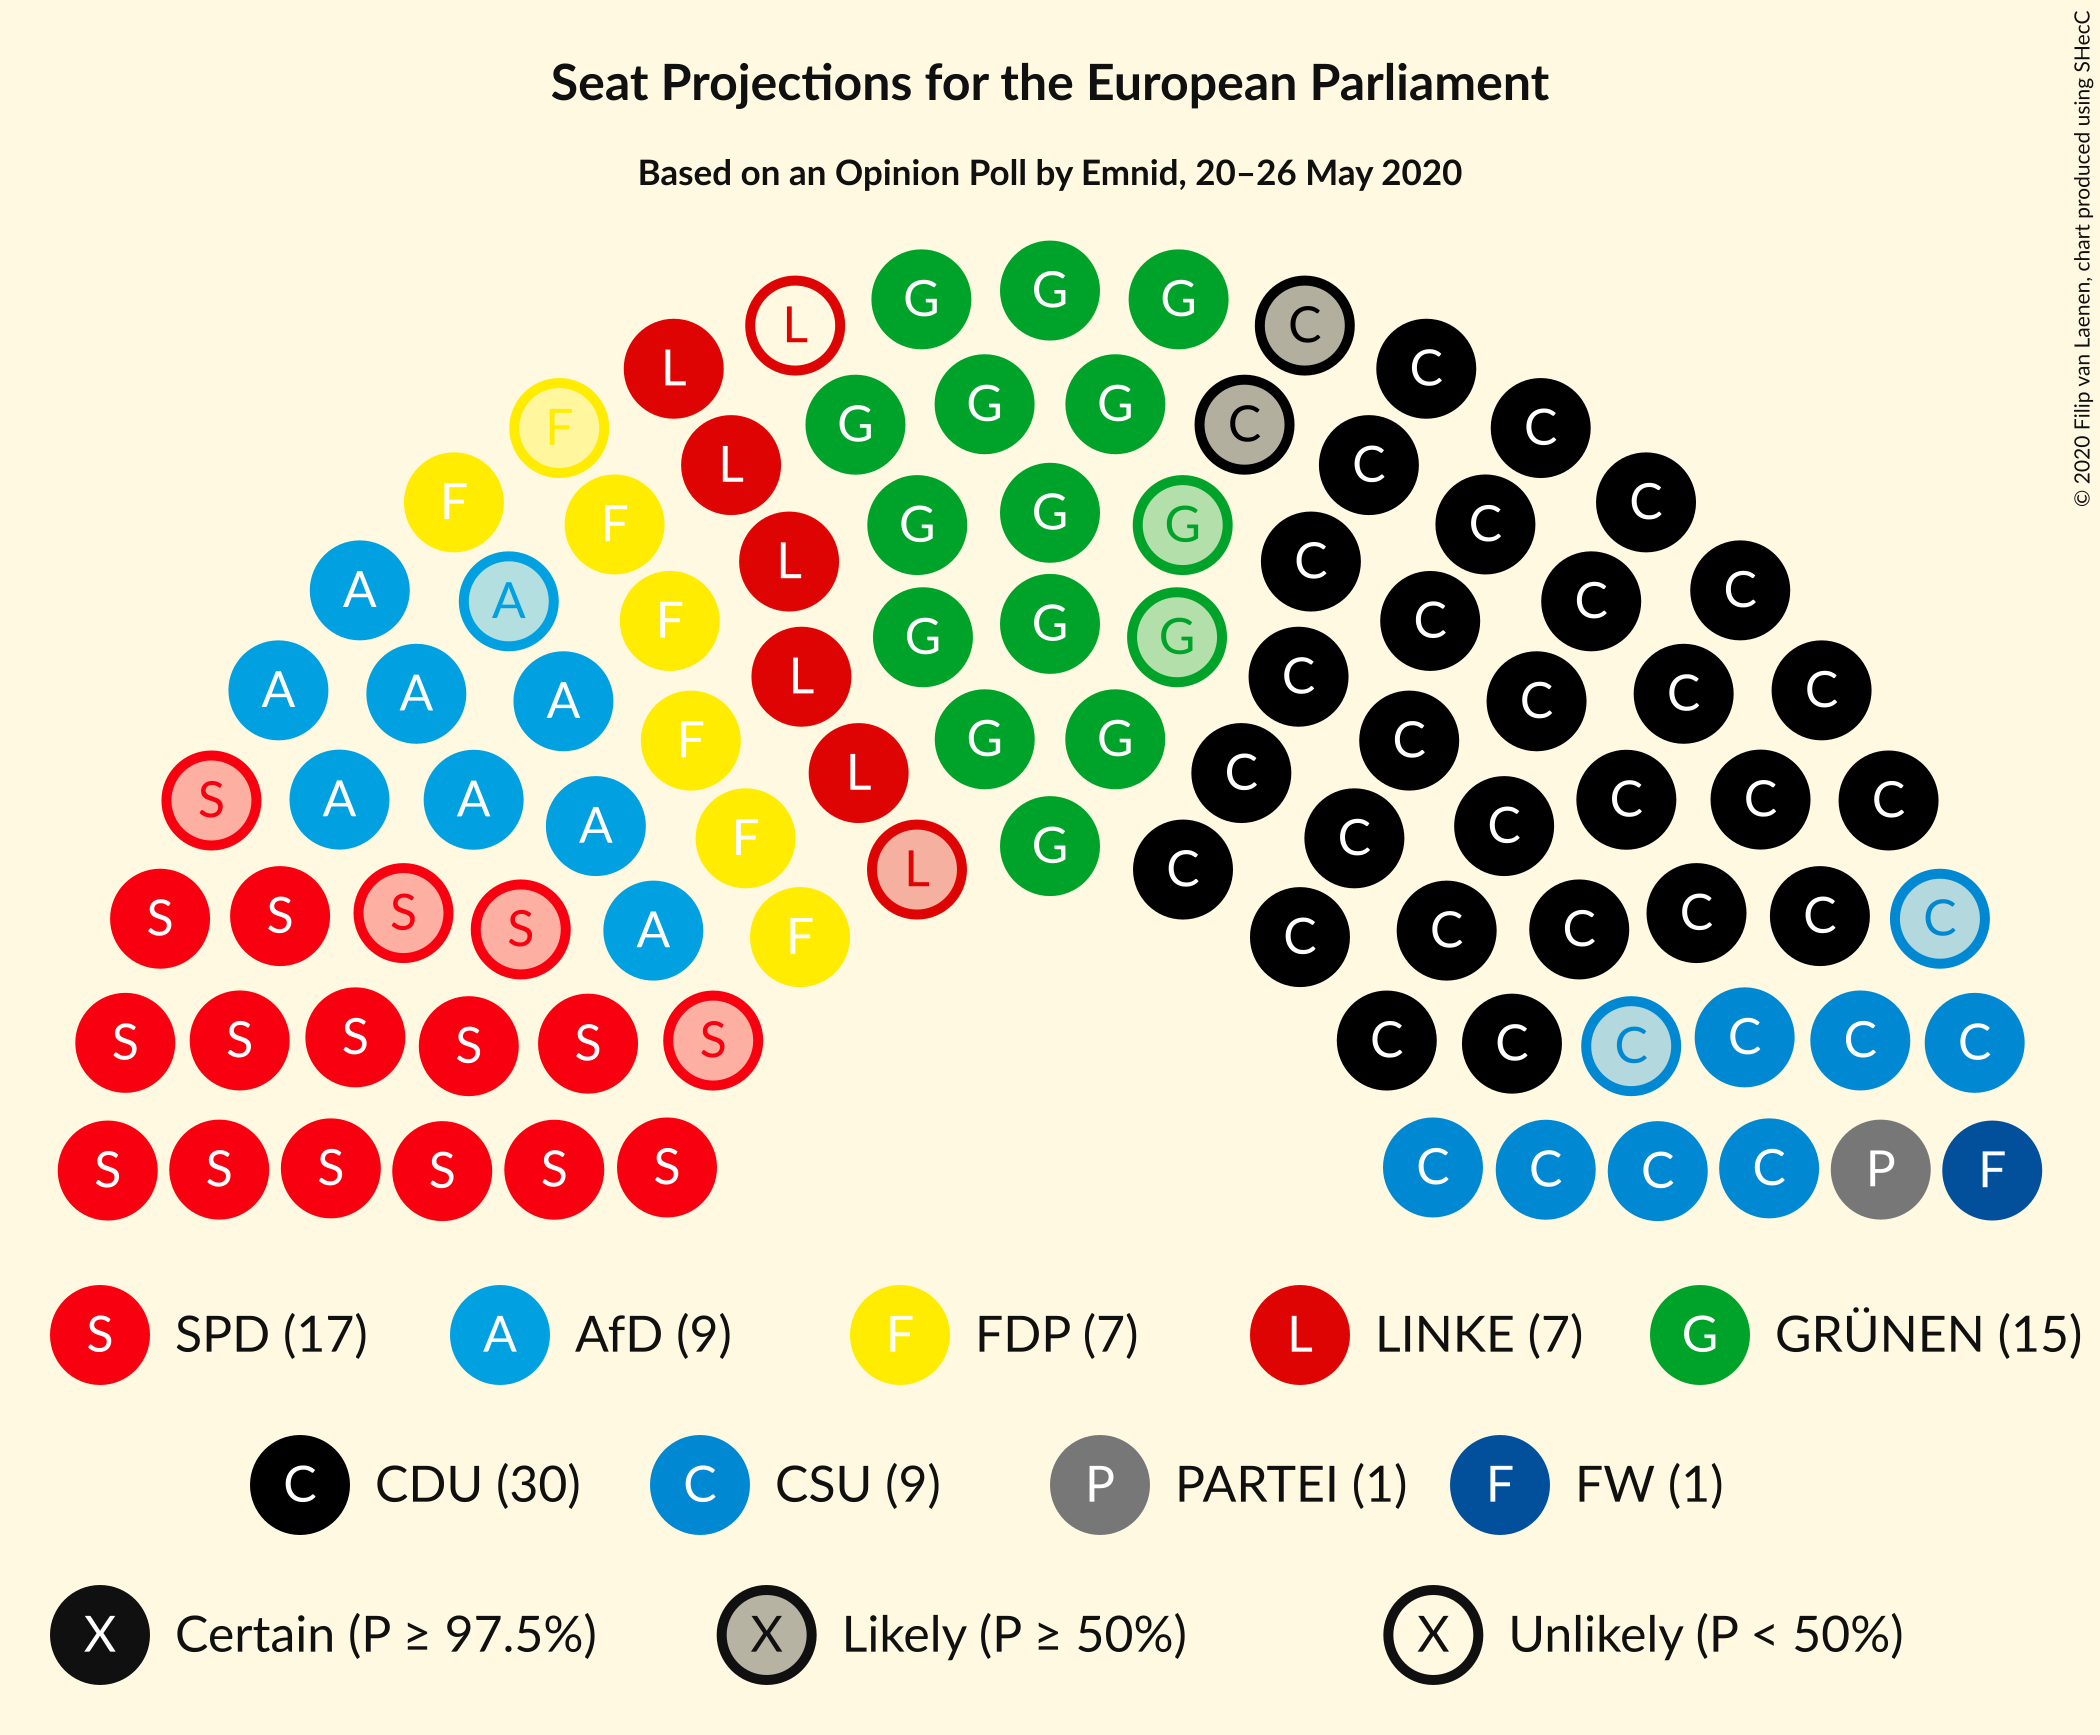 Seat Projections for the European Parliament
Based on an Opinion Poll by Emnid, 20–26 May 2020
© 2020 Filip van Laenen, chart produced using SHecC
L G G G C
L C
F G G G C C
L C
F F G G G C C
L C
A A F G G G C C C
A A A L C C C C
F G G C
S A A L C C C C
A F G C C
L C
S S S S A F C C C C C C
S S S S S S C C C C C C
S S S S S S C C C C P F
S SPD (17) A AfD (9) F FDP (7) L LINKE (7) G GRÜNEN (15)
C CDU (30) C CSU (9) P PARTEI (1) F FW (1)
X Certain (P ≥ 97.5%) X Likely (P ≥ 50%) X Unlikely (P < 50%)